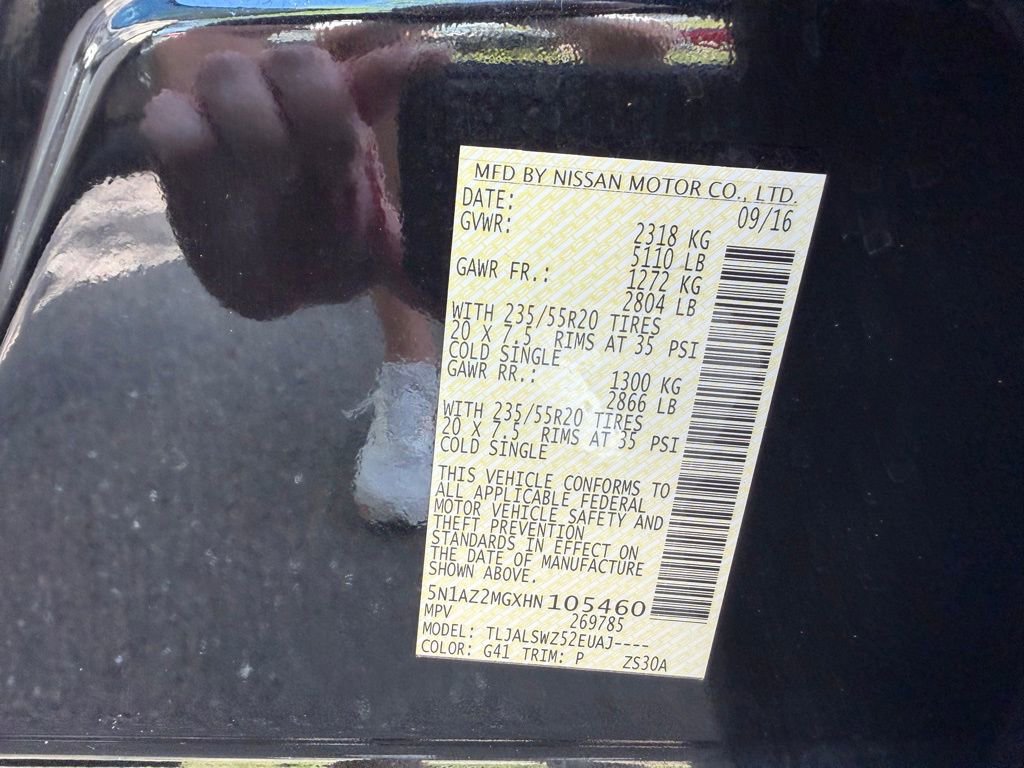 MFD BY NISSAN MOTOR CO., LTD.
DATE: 09/16
GVWR: 2318 KG
5110 LB
GAWR FR.: 1272 KG
2804 LB
WITH 235/55R20 TIRES
20 X 7.5 RIMS AT 35 PSI
COLD SINGLE
GAWR RR.: 1300 KG
2866 LB
WITH 235/55R20 TIRES
20 X 7.5 RIMS AT 35 PSI
COLD SINGLE
THIS VEHICLE CONFORMS TO
ALL APPLICABLE FEDERAL
MOTOR VEHICLE SAFETY AND
THEFT PREVENTION
STANDARDS IN EFFECT ON
THE DATE OF MANUFACTURE
SHOWN ABOVE.
5N1AZ2MGXHN105460
MPV 269785
MODEL: TLJALSWZ52EUAJ----
COLOR: G41 TRIM: P ZS30A